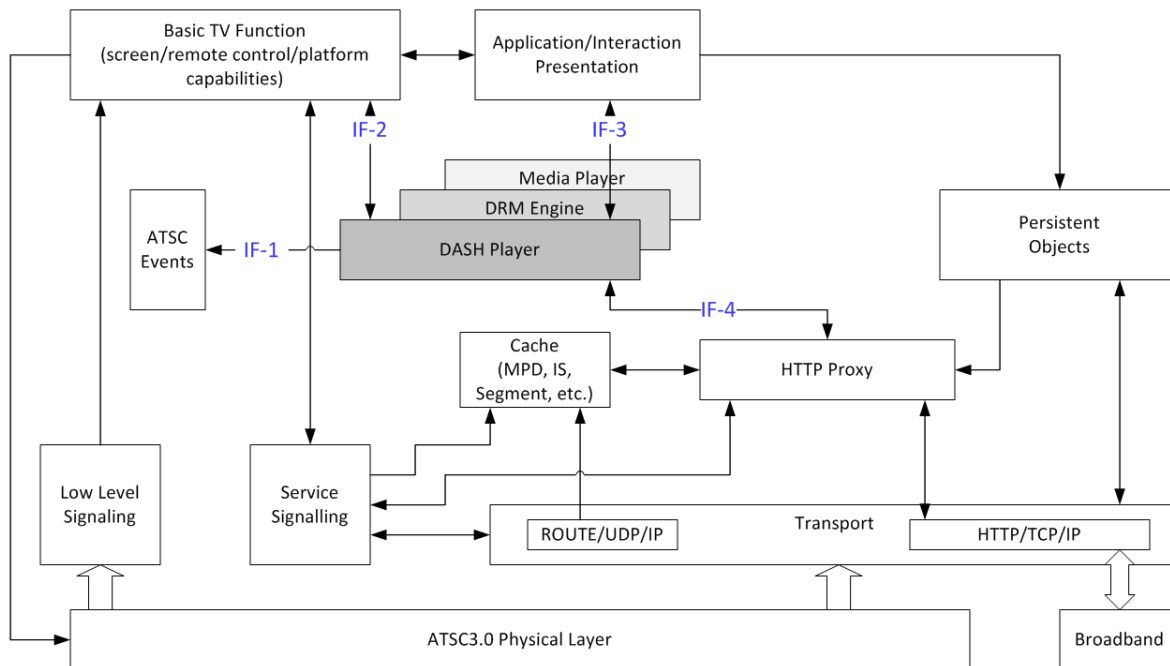 Basic TV Function
(screen/remote control/platform
capabilities)
Application/Interaction
Presentation
IF-2
IF-3
Media Player
DRM Engine
DASH Player
ATSC
Events
IF-1
Persistent
Objects
IF-4
Cache
(MPD, IS,
Segment, etc.)
HTTP Proxy
Low Level
Signaling
Service
Signalling
Transport
ROUTE/UDP/IP
HTTP/TCP/IP
ATSC3.0 Physical Layer
Broadband